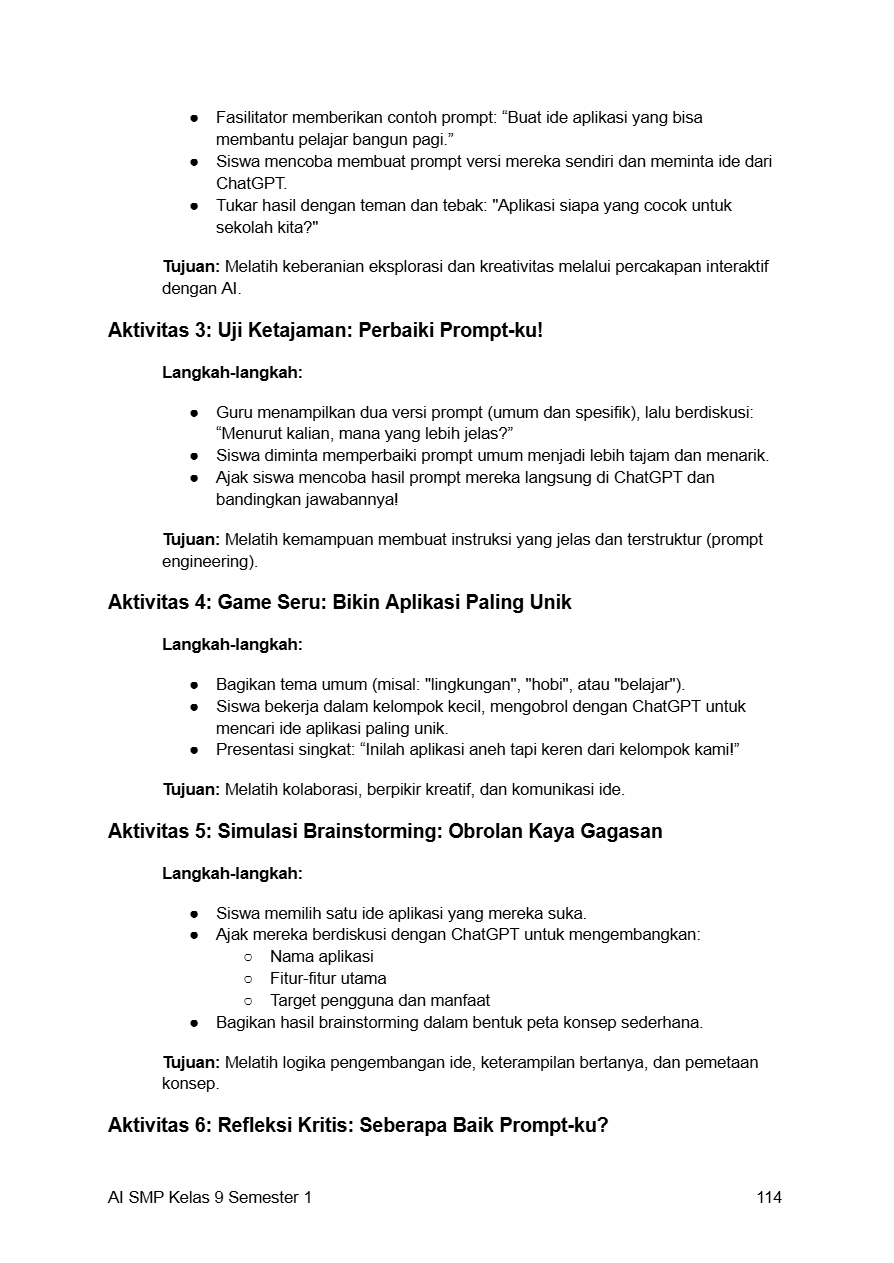 ● Fasilitator memberikan contoh prompt: “Buat ide aplikasi yang bisa
membantu pelajar bangun pagi.”
● Siswa mencoba membuat prompt versi mereka sendiri dan meminta ide dari
ChatGPT.
● Tukar hasil dengan teman dan tebak: "Aplikasi siapa yang cocok untuk
sekolah kita?"
Tujuan: Melatih keberanian eksplorasi dan kreativitas melalui percakapan interaktif
dengan AI.
Aktivitas 3: Uji Ketajaman: Perbaiki Prompt-ku!
Langkah-langkah:
● Guru menampilkan dua versi prompt (umum dan spesifik), lalu berdiskusi:
“Menurut kalian, mana yang lebih jelas?”
● Siswa diminta memperbaiki prompt umum menjadi lebih tajam dan menarik.
● Ajak siswa mencoba hasil prompt mereka langsung di ChatGPT dan
bandingkan jawabannya!
Tujuan: Melatih kemampuan membuat instruksi yang jelas dan terstruktur (prompt
engineering).
Aktivitas 4: Game Seru: Bikin Aplikasi Paling Unik
Langkah-langkah:
● Bagikan tema umum (misal: "lingkungan", "hobi", atau "belajar").
● Siswa bekerja dalam kelompok kecil, mengobrol dengan ChatGPT untuk
mencari ide aplikasi paling unik.
● Presentasi singkat: “Inilah aplikasi aneh tapi keren dari kelompok kami!”
Tujuan: Melatih kolaborasi, berpikir kreatif, dan komunikasi ide.
Aktivitas 5: Simulasi Brainstorming: Obrolan Kaya Gagasan
Langkah-langkah:
● Siswa memilih satu ide aplikasi yang mereka suka.
● Ajak mereka berdiskusi dengan ChatGPT untuk mengembangkan:
○ Nama aplikasi
○ Fitur-fitur utama
○ Target pengguna dan manfaat
● Bagikan hasil brainstorming dalam bentuk peta konsep sederhana.
Tujuan: Melatih logika pengembangan ide, keterampilan bertanya, dan pemetaan
konsep.
Aktivitas 6: Refleksi Kritis: Seberapa Baik Prompt-ku?
AI SMP Kelas 9 Semester 1 114